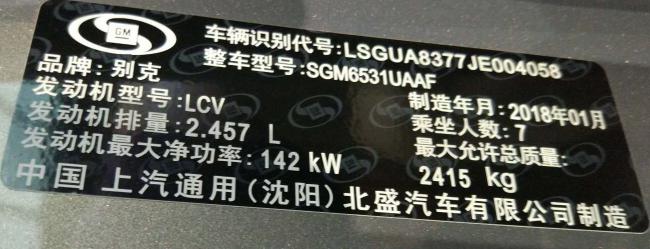 GM
车辆识别代号:LSGUA8377JE004058
品牌:别克 整车型号:SGM6531UAAF
发动机型号:LCV 制造年月:2018年01月
发动机排量:2.457 L 乘坐人数:7
发动机最大净功率:142 kW 最大允许总质量:
2415 kg
中国 上汽通用(沈阳)北盛汽车有限公司制造